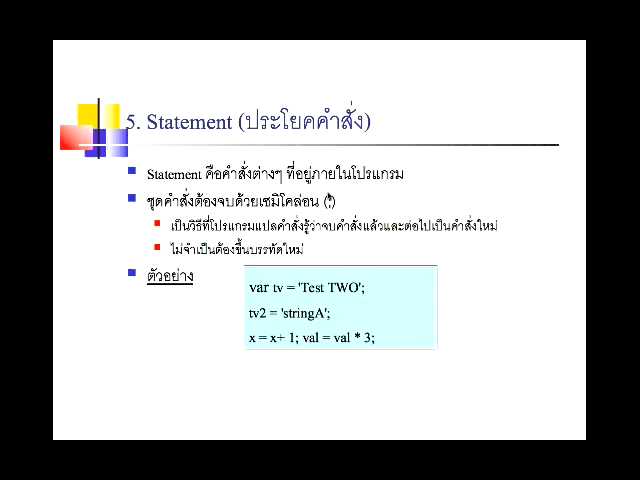 5. Statement (ประโยคคำสั่ง)
Statement คือคำสั่งต่างๆ ที่อยู่ภายในโปรแกรม
ชุดคำสั่งต้องจบด้วยเซมิโคล่อน (;)
เป็นวิธีที่โปรแกรมแปลคำสั่งรู้ว่าจบคำสั่งแล้วและต่อไปเป็นคำสั่งใหม่
ไม่จำเป็นต้องขึ้นบรรทัดใหม่
ตัวอย่าง
var tv = 'Test TWO';
tv2 = 'stringA';
x = x+ 1; val = val * 3;